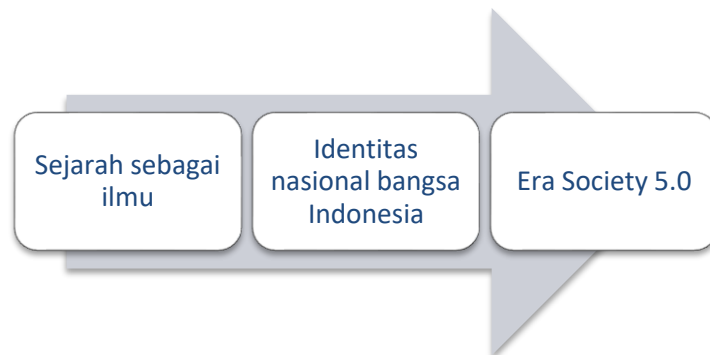 Sejarah sebagai
ilmu
Identitas
nasional bangsa
Indonesia
Era Society 5.0